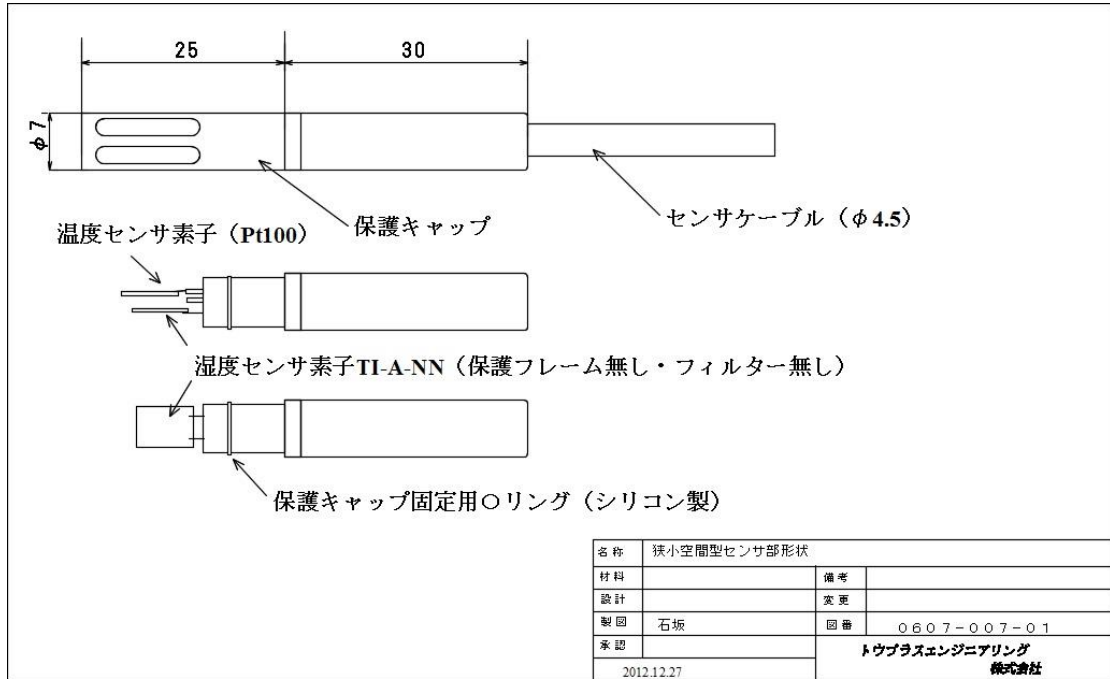 25
30
φ7
保護キャップ
センサケーブル（φ4.5）
温度センサ素子（Pt100）
湿度センサ素子TI-A-NN（保護フレーム無し・フィルター無し）
保護キャップ固定用Oリング（シリコン製）
名称 狭小空間型センサ部形状
材料 備考
設計 変更
製図 石坂 図番 0607-007-01
承認
トウプラスエンジニアリング
株式会社
2012.12.27